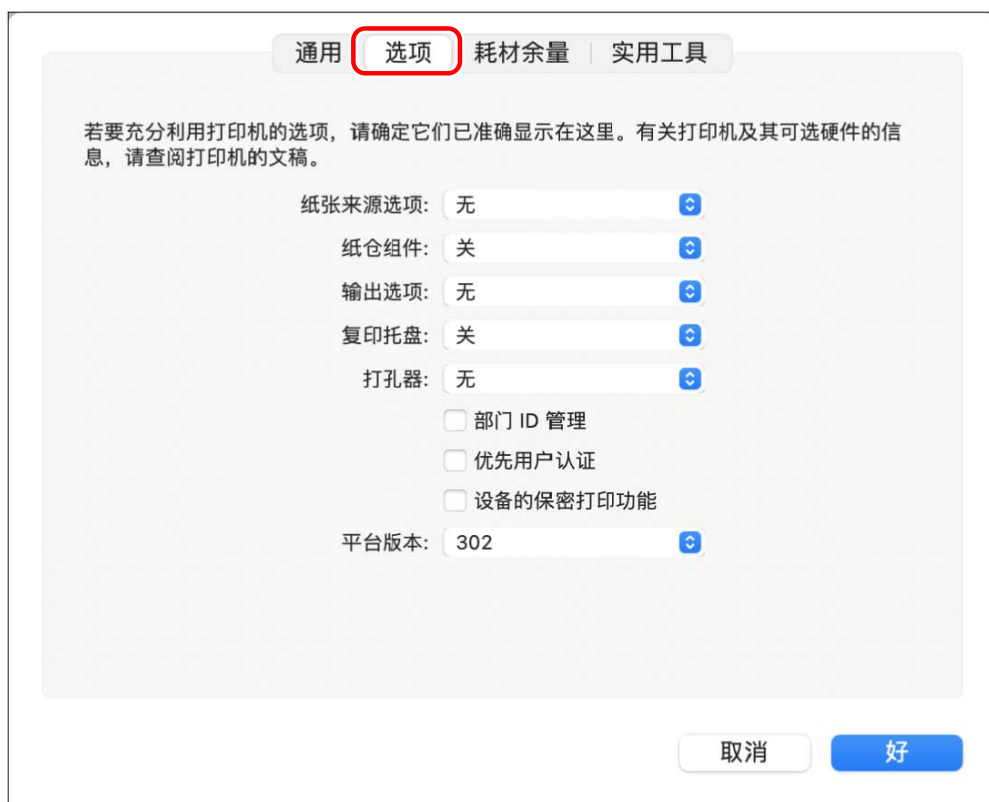 通用 选项 耗材余量 实用工具
若要充分利用打印机的选项，请确定它们已准确显示在这里。有关打印机及其可选硬件的信
息，请查阅打印机的文稿。
纸张来源选项: 无
纸仓组件: 关
输出选项: 无
复印托盘: 关
打孔器: 无
部门 ID 管理
优先用户认证
设备的保密打印功能
平台版本: 302
取消 好